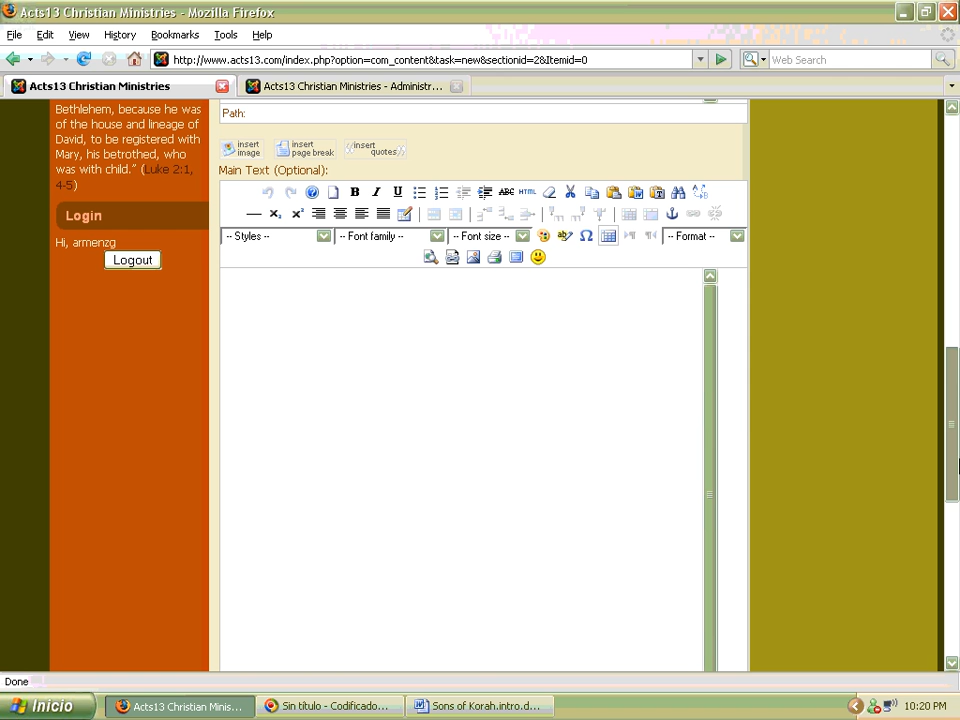 Acts13 Christian Ministries - Mozilla Firefox
File Edit View History Bookmarks Tools Help
http://www.acts13.com/index.php?option=com_content&task=new&sectionid=2&Itemid=0
Web Search
Acts13 Christian Ministries
Acts13 Christian Ministries - Administr...
Bethlehem, because he was
of the house and lineage of
David, to be registered with
Mary, his betrothed, who
was with child.” (Luke 2:1,
4-5)
Login
Hi, armenzg
Logout
Path:
insert image
insert page break
insert quotes
Main Text (Optional):
B I U ABC HTML
-- Styles -- -- Font family -- -- Font size -- -- Format --
Done
Inicio
Acts13 Christian Minis...
Sin título - Codificado...
Sons of Korah.intro.d...
10:20 PM